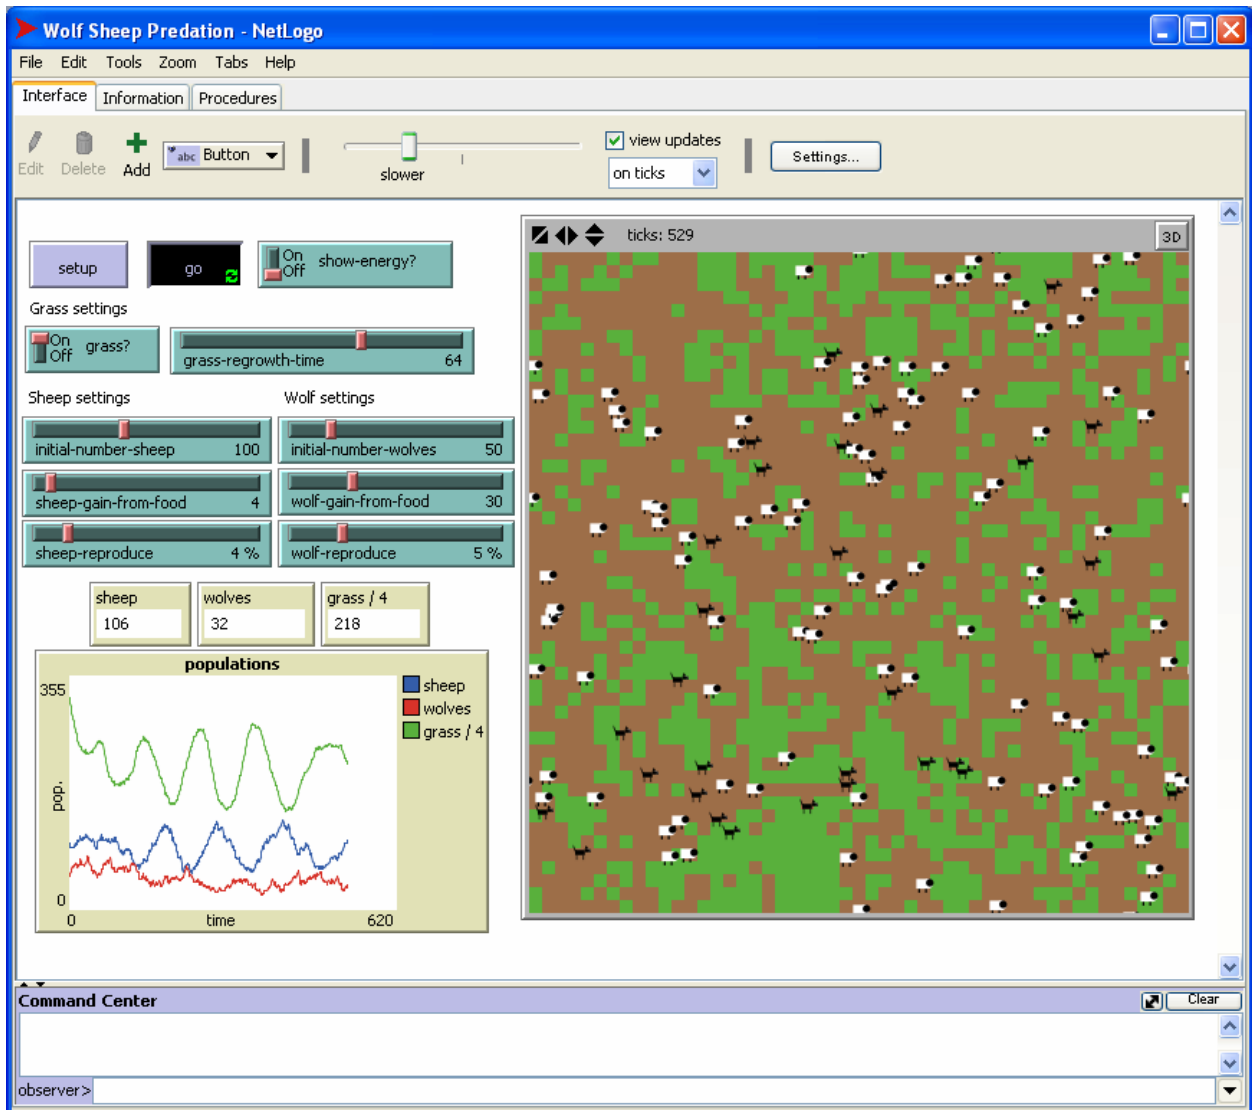 Wolf Sheep Predation - NetLogo
File Edit Tools Zoom Tabs Help
Interface Information Procedures
Edit Delete Add abc Button slower view updates on ticks Settings...
ticks: 529 3D
setup go On Off show-energy?
Grass settings
On Off grass? grass-regrowth-time 64
Sheep settings Wolf settings
initial-number-sheep 100 initial-number-wolves 50
sheep-gain-from-food 4 wolf-gain-from-food 30
sheep-reproduce 4 % wolf-reproduce 5 %
sheep wolves grass / 4
106 32 218
populations
355
pop.
0
0 time 620
sheep
wolves
grass / 4
Command Center Clear
observer>